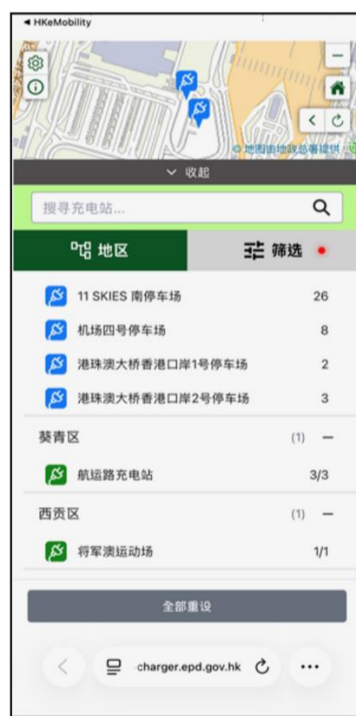 ◀ HKeMobility
© 地图由地政总署提供
收起
搜寻充电站...
地区
筛选
11 SKIES 南停车场 26
机场四号停车场 8
港珠澳大桥香港口岸1号停车场 2
港珠澳大桥香港口岸2号停车场 3
葵青区 (1) —
航运路充电站 3/3
西贡区 (1) —
将军澳运动场 1/1
全部重设
charger.epd.gov.hk